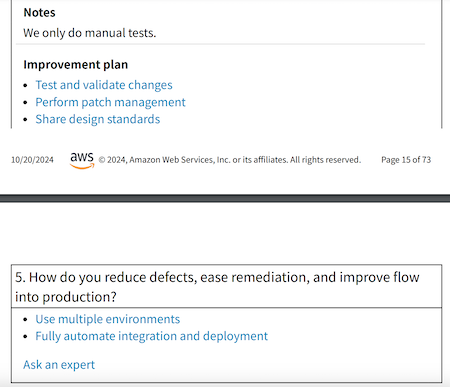 Notes
We only do manual tests.
Improvement plan
• Test and validate changes
• Perform patch management
• Share design standards
10/20/2024 aws © 2024, Amazon Web Services, Inc. or its affiliates. All rights reserved. Page 15 of 73
5. How do you reduce defects, ease remediation, and improve flow
into production?
• Use multiple environments
• Fully automate integration and deployment
Ask an expert